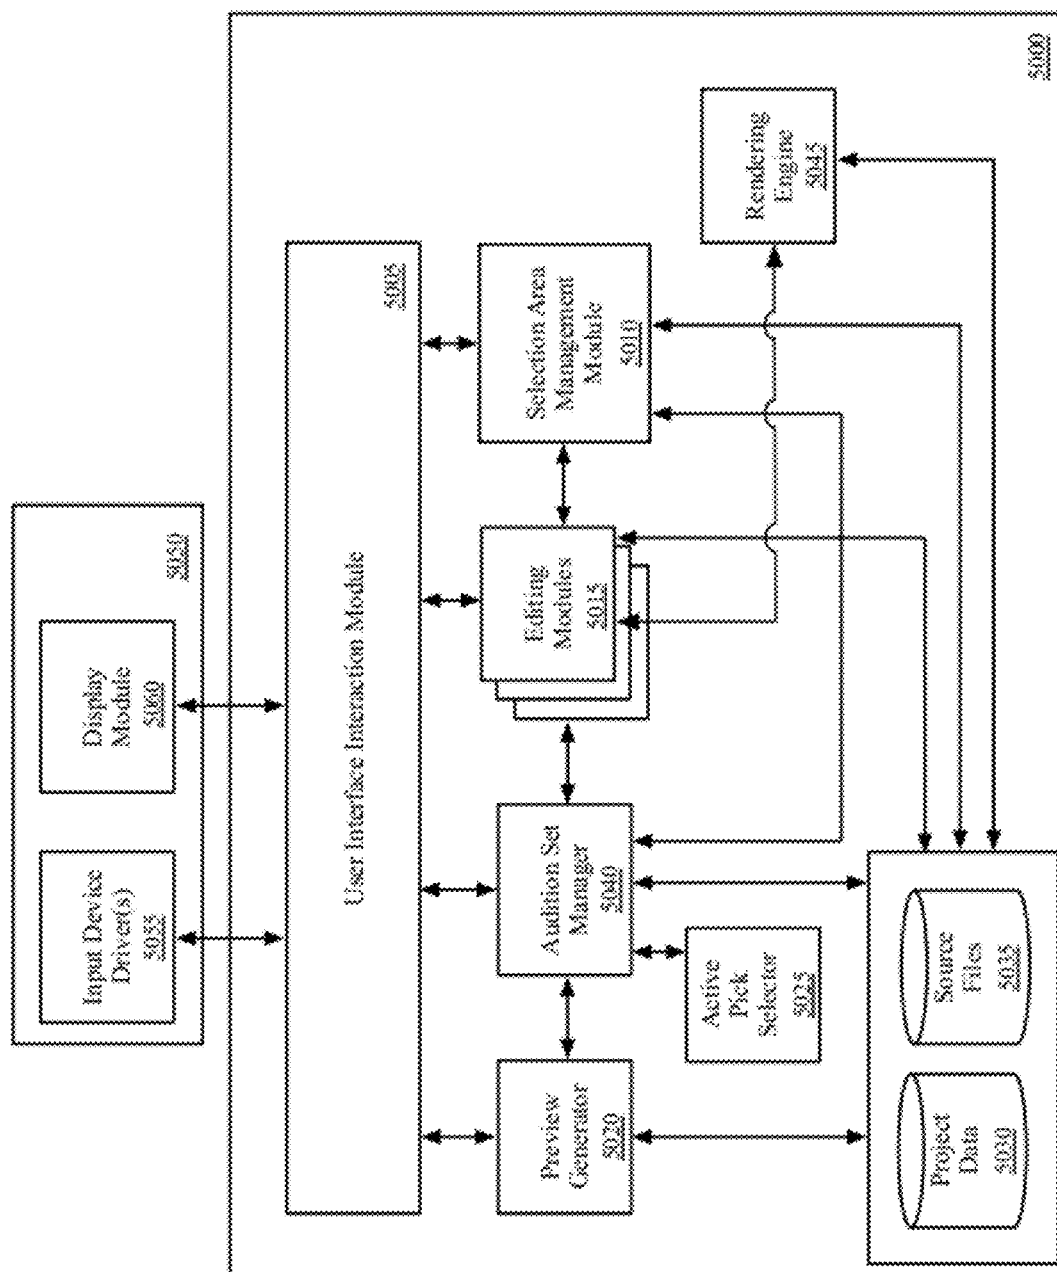 Input Device
Driver(s)
5055
Display
Module
5060
5050
User Interface Interaction Module
5005
Preview
Generator
5020
Audition Set
Manager
5040
Editing
Modules
5015
Selection Area
Management
Module
5010
Active
Pick
Selector
5025
Rendering
Engine
5045
Project
Data
5030
Source
Files
5035
5000